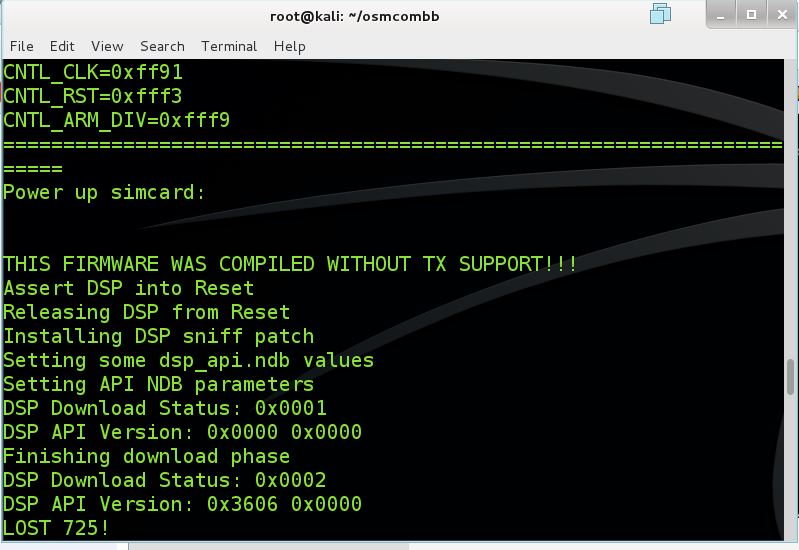 root@kali: ~/osmcombb
File Edit View Search Terminal Help
CNTL_CLK=0xff91
CNTL_RST=0xfff3
CNTL_ARM_DIV=0xfff9
=================================================================
=====
Power up simcard:
THIS FIRMWARE WAS COMPILED WITHOUT TX SUPPORT!!!
Assert DSP into Reset
Releasing DSP from Reset
Installing DSP sniff patch
Setting some dsp_api.ndb values
Setting API NDB parameters
DSP Download Status: 0x0001
DSP API Version: 0x0000 0x0000
Finishing download phase
DSP Download Status: 0x0002
DSP API Version: 0x3606 0x0000
LOST 725!